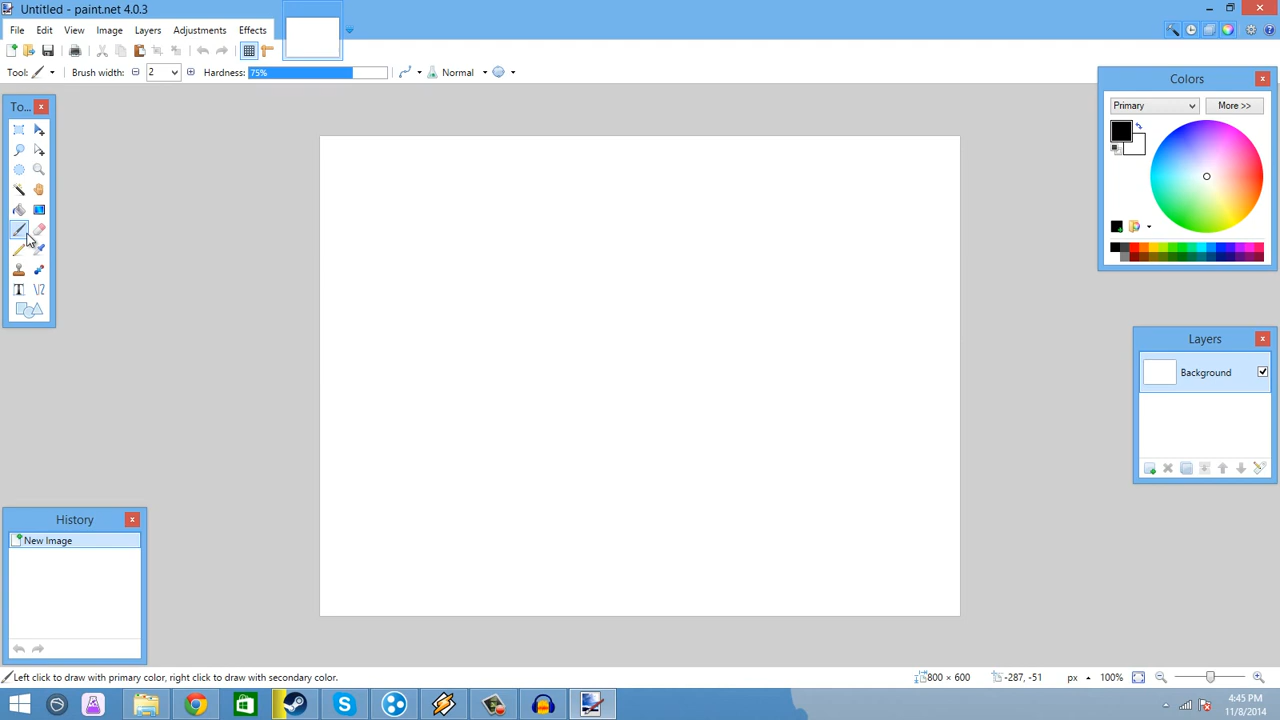 Untitled - paint.net 4.0.3
File Edit View Image Layers Adjustments Effects
Tool: Brush width: 2 Hardness: 75% Normal
To...
T
Colors
Primary More >>
Layers
Background
History
New Image
Left click to draw with primary color, right click to draw with secondary color.
800 × 600 -287, -51 px 100%
4:45 PM
11/8/2014